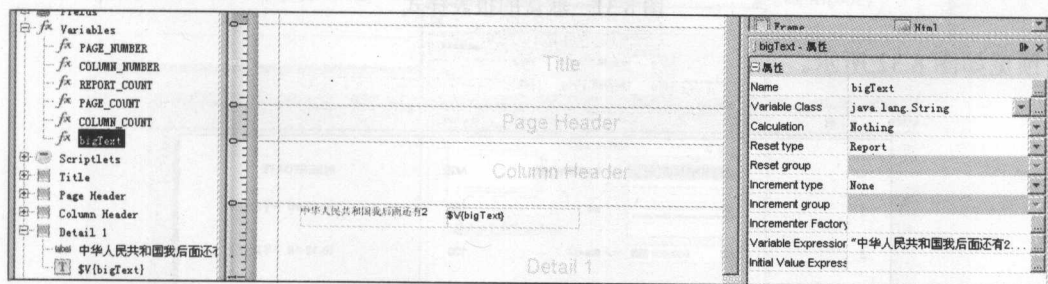 Fields
Variables
PAGE_NUMBER
COLUMN_NUMBER
REPORT_COUNT
PAGE_COUNT
COLUMN_COUNT
bigText
Scriptlets
Title
Page Header
Column Header
Detail 1
label 中华人民共和国我后面还有
T $V{bigText}
Title
Page Header
Column Header
中华人民共和国我后面还有2 $V{bigText}
Detail 1
Frame Html
bigText - 属性
属性
Name bigText
Variable Class java.lang.String
Calculation Nothing
Reset type Report
Reset group
Increment type None
Increment group
Incrementer Factory
Variable Expression "中华人民共和国我后面还有2...
Initial Value Express